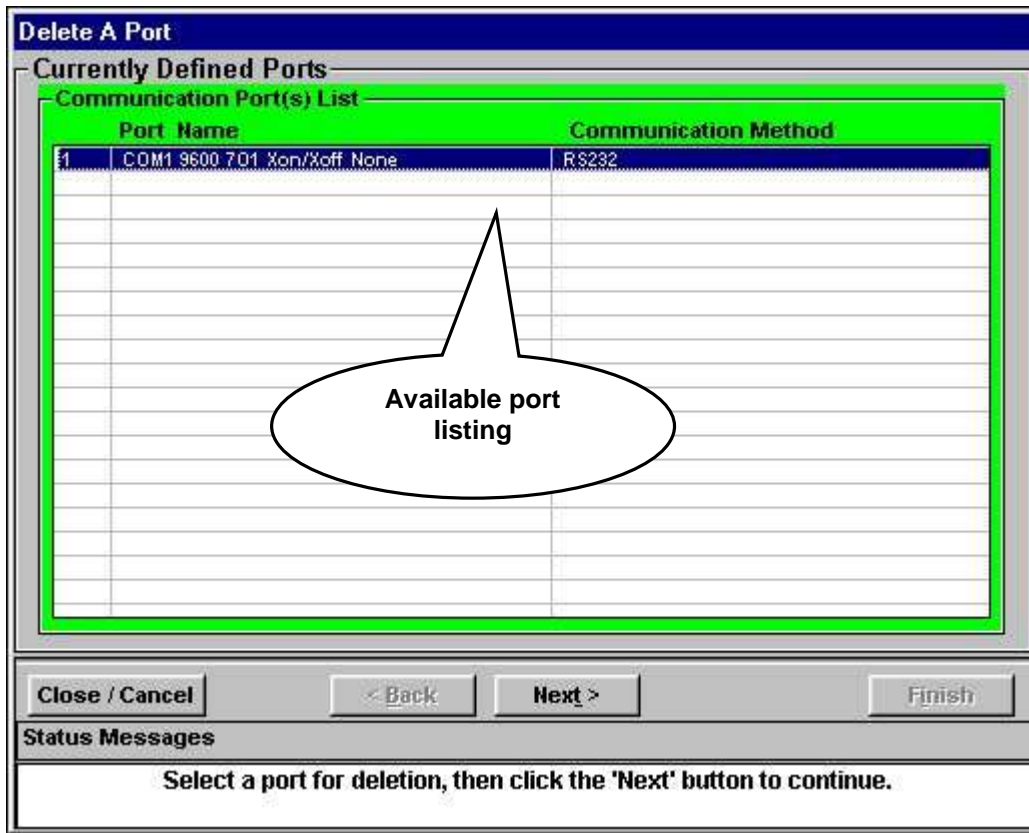 Delete A Port
Currently Defined Ports
Communication Port(s) List
Port Name Communication Method
1 COM1 9600 7O1 Xon/Xoff None RS232
Available port
listing
Close / Cancel < Back Next > Finish
Status Messages
Select a port for deletion, then click the 'Next' button to continue.